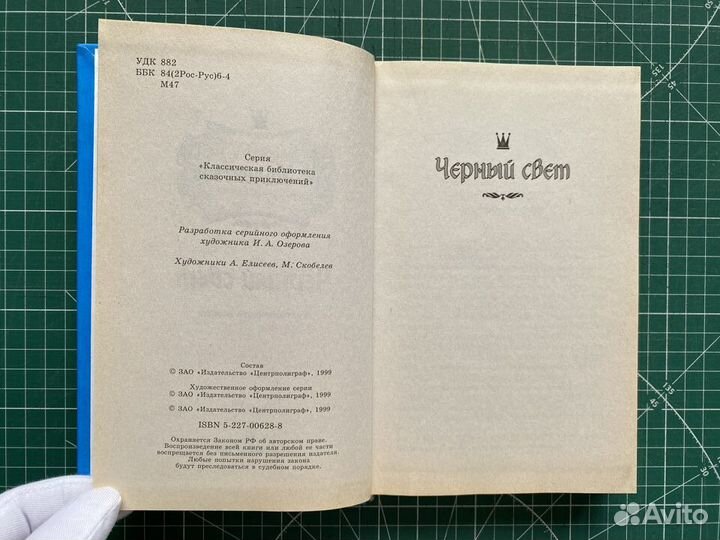 УДК 882
ББК 84(2Рос-Рус)6-4
М47
Серия
«Классическая библиотека
сказочных приключений»
Разработка серийного оформления
художника И. А. Озерова
Художники А. Елисеев, М. Скобелев
Состав
© ЗАО «Издательство «Центрполиграф», 1999
Художественное оформление серии
© ЗАО «Издательство «Центрполиграф», 1999
© ЗАО «Издательство «Центрполиграф», 1999
ISBN 5-227-00628-8
Охраняется Законом РФ об авторском праве.
Воспроизведение всей книги или любой ее части
воспрещается без письменного разрешения издателя.
Любые попытки нарушения закона
будут преследоваться в судебном порядке.
Черный свет
Avito